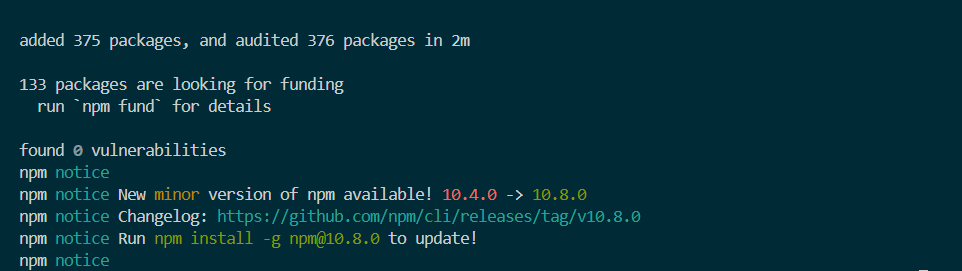 added 375 packages, and audited 376 packages in 2m
133 packages are looking for funding
run `npm fund` for details
found 0 vulnerabilities
npm notice
npm notice New minor version of npm available! 10.4.0 -> 10.8.0
npm notice Changelog: https://github.com/npm/cli/releases/tag/v10.8.0
npm notice Run npm install -g npm@10.8.0 to update!
npm notice